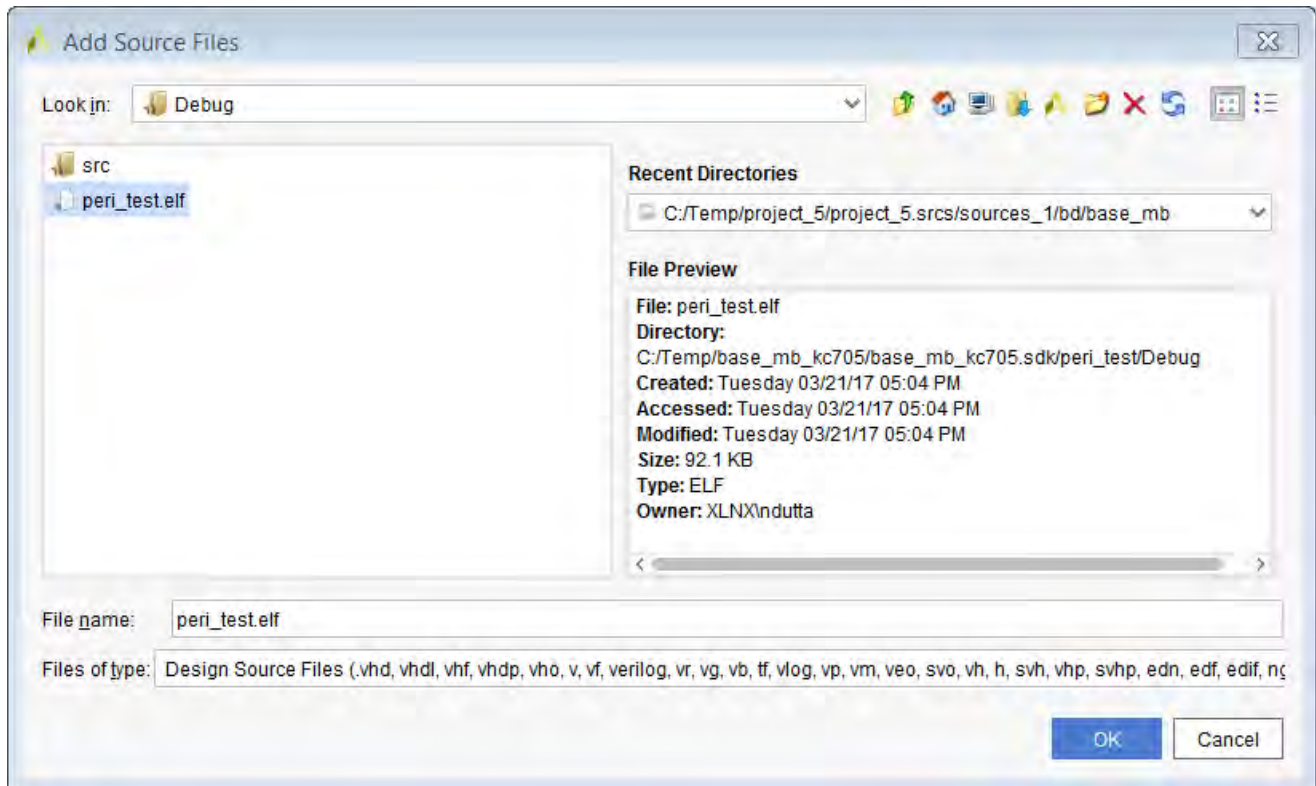 Add Source Files
Look in: Debug
src
peri_test.elf
Recent Directories
C:/Temp/project_5/project_5.srcs/sources_1/bd/base_mb
File Preview
File: peri_test.elf
Directory:
C:/Temp/base_mb_kc705/base_mb_kc705.sdk/peri_test/Debug
Created: Tuesday 03/21/17 05:04 PM
Accessed: Tuesday 03/21/17 05:04 PM
Modified: Tuesday 03/21/17 05:04 PM
Size: 92.1 KB
Type: ELF
Owner: XLNX\ndutta
File name: peri_test.elf
Files of type: Design Source Files (.vhd, vhdl, vhf, vhdp, vho, v, vf, verilog, vr, vg, vb, tf, vlog, vp, vm, veo, svo, vh, h, svh, vhp, svhp, edn, edf, edif, ng
OK Cancel